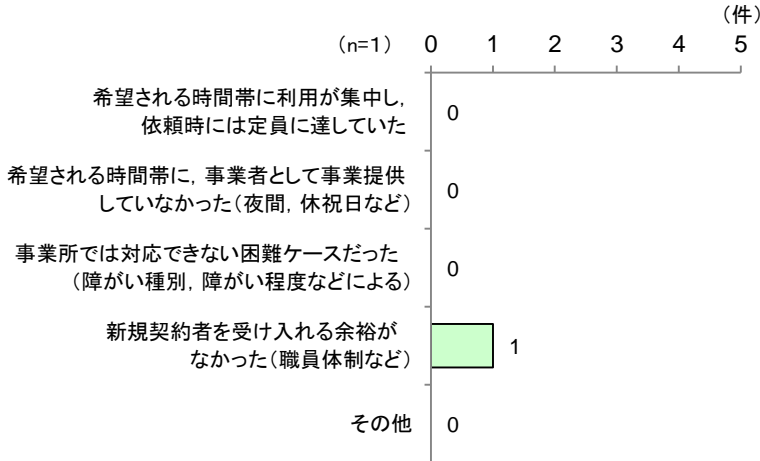 （件）
（n=1） 0 1 2 3 4 5
希望される時間帯に利用が集中し，
依頼時には定員に達していた
0
希望される時間帯に，事業者として事業提供
していなかった（夜間，休祝日など）
0
事業所では対応できない困難ケースだった
（障がい種別，障がい程度などによる）
0
新規契約者を受け入れる余裕が
なかった（職員体制など）
1
その他 0